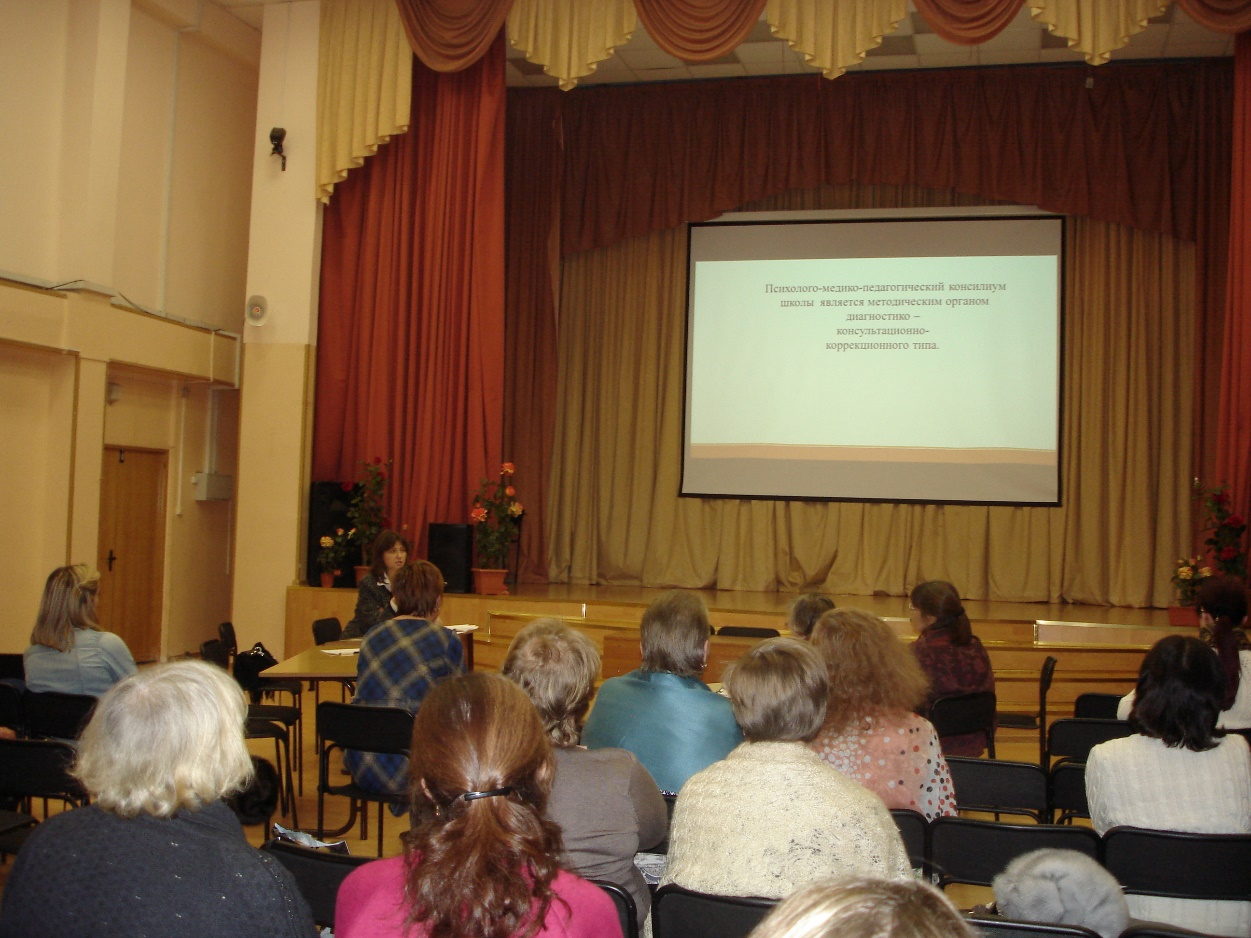 Психолого-медико-педагогический консилиум
школы является методическим органом
диагностико –
консультационно-
коррекционного типа.